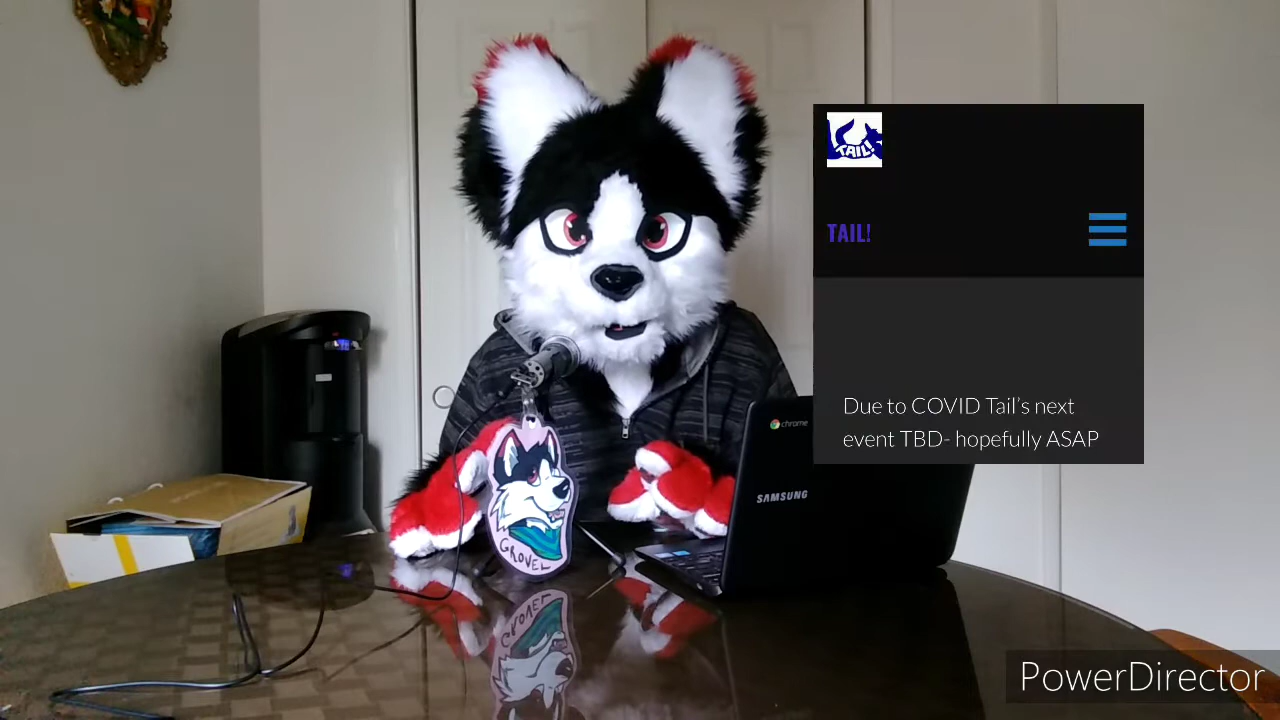 TAIL!
TAIL!
Due to COVID Tail's next
event TBD- hopefully ASAP
chrome
SAMSUNG
GROVEL
PowerDirector